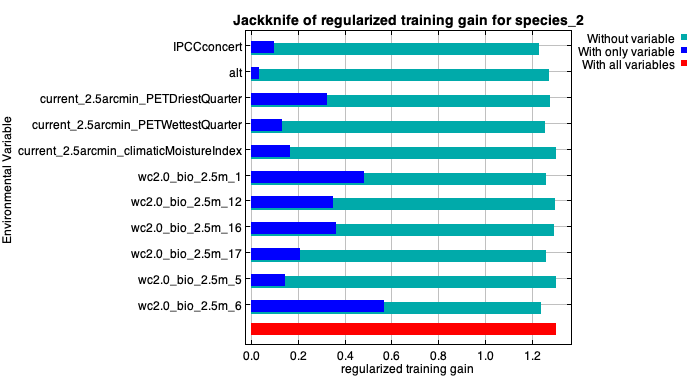 Jackknife of regularized training gain for species_2
Without variable
With only variable
With all variables
Environmental Variable
IPCCconcert
alt
current_2.5arcmin_PETDriestQuarter
current_2.5arcmin_PETWettestQuarter
current_2.5arcmin_climaticMoistureIndex
wc2.0_bio_2.5m_1
wc2.0_bio_2.5m_12
wc2.0_bio_2.5m_16
wc2.0_bio_2.5m_17
wc2.0_bio_2.5m_5
wc2.0_bio_2.5m_6
0.0 0.2 0.4 0.6 0.8 1.0 1.2
regularized training gain